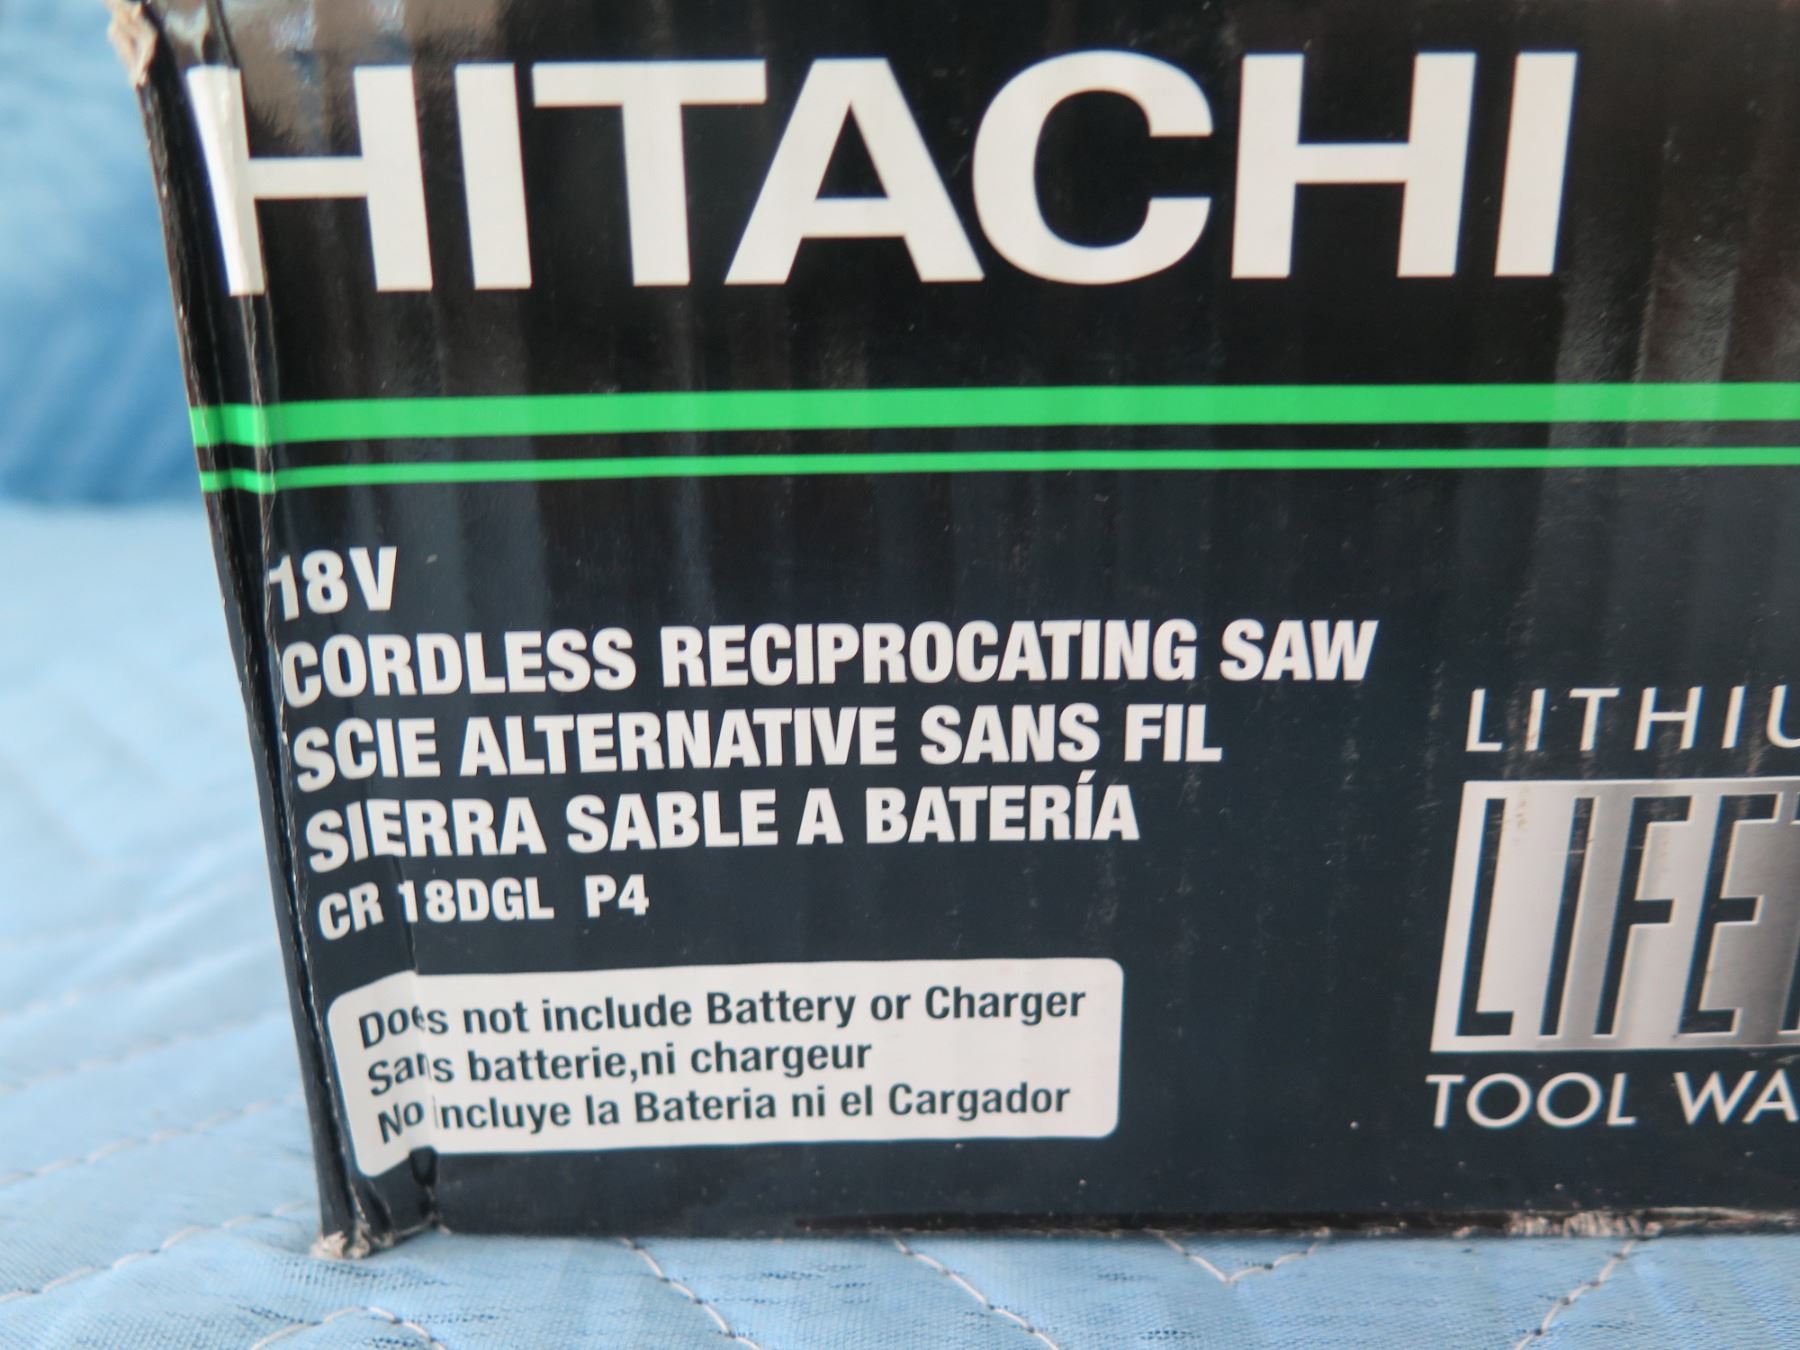 HITACHI
18V
CORDLESS RECIPROCATING SAW
SCIE ALTERNATIVE SANS FIL
SIERRA SABLE A BATERÍA
CR 18DGL P4
Does not include Battery or Charger
Sans batterie,ni chargeur
No incluye la Bateria ni el Cargador
TOOL